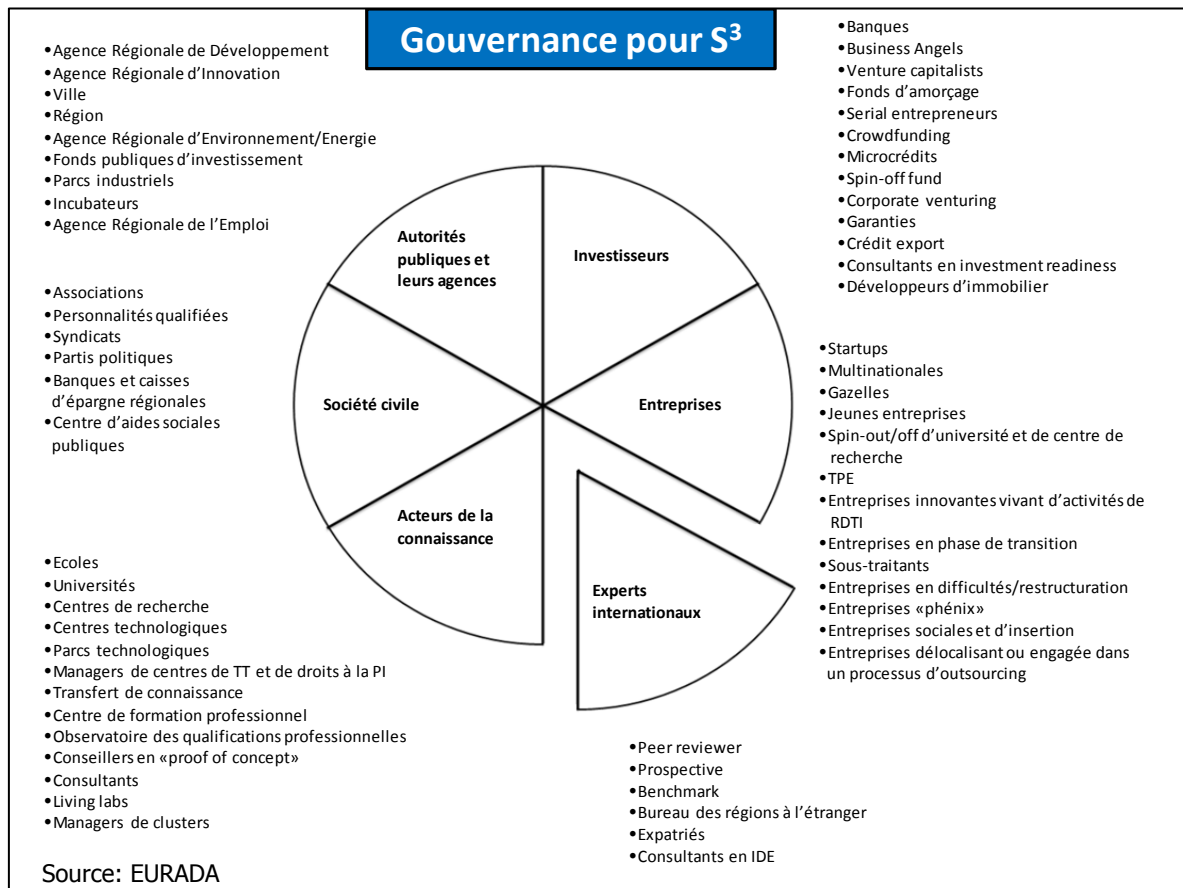 Gouvernance pour S³
•Agence Régionale de Développement
•Agence Régionale d'Innovation
•Ville
•Région
•Agence Régionale d'Environnement/Energie
•Fonds publiques d'investissement
•Parcs industriels
•Incubateurs
•Agence Régionale de l'Emploi
•Banques
•Business Angels
•Venture capitalists
•Fonds d'amorçage
•Serial entrepreneurs
•Crowdfunding
•Microcrédits
•Spin-off fund
•Corporate venturing
•Garanties
•Crédit export
•Consultants en investment readiness
•Développeurs d'immobilier
Autorités
publiques et
leurs agences
Investisseurs
•Associations
•Personnalités qualifiées
•Syndicats
•Partis politiques
•Banques et caisses
d'épargne régionales
•Centre d'aides sociales
publiques
Société civile
Entreprises
•Startups
•Multinationales
•Gazelles
•Jeunes entreprises
•Spin-out/off d'université et de centre de
recherche
•TPE
•Entreprises innovantes vivant d'activités de
RDTI
•Entreprises en phase de transition
•Sous-traitants
•Entreprises en difficultés/restructuration
•Entreprises «phénix»
•Entreprises sociales et d'insertion
•Entreprises délocalisant ou engagée dans
un processus d'outsourcing
Acteurs de la
connaissance
Experts
internationaux
•Ecoles
•Universités
•Centres de recherche
•Centres technologiques
•Parcs technologiques
•Managers de centres de TT et de droits à la PI
•Transfert de connaissance
•Centre de formation professionnel
•Observatoire des qualifications professionnelles
•Conseillers en «proof of concept»
•Consultants
•Living labs
•Managers de clusters
•Peer reviewer
•Prospective
•Benchmark
•Bureau des régions à l'étranger
•Expatriés
•Consultants en IDE
Source: EURADA